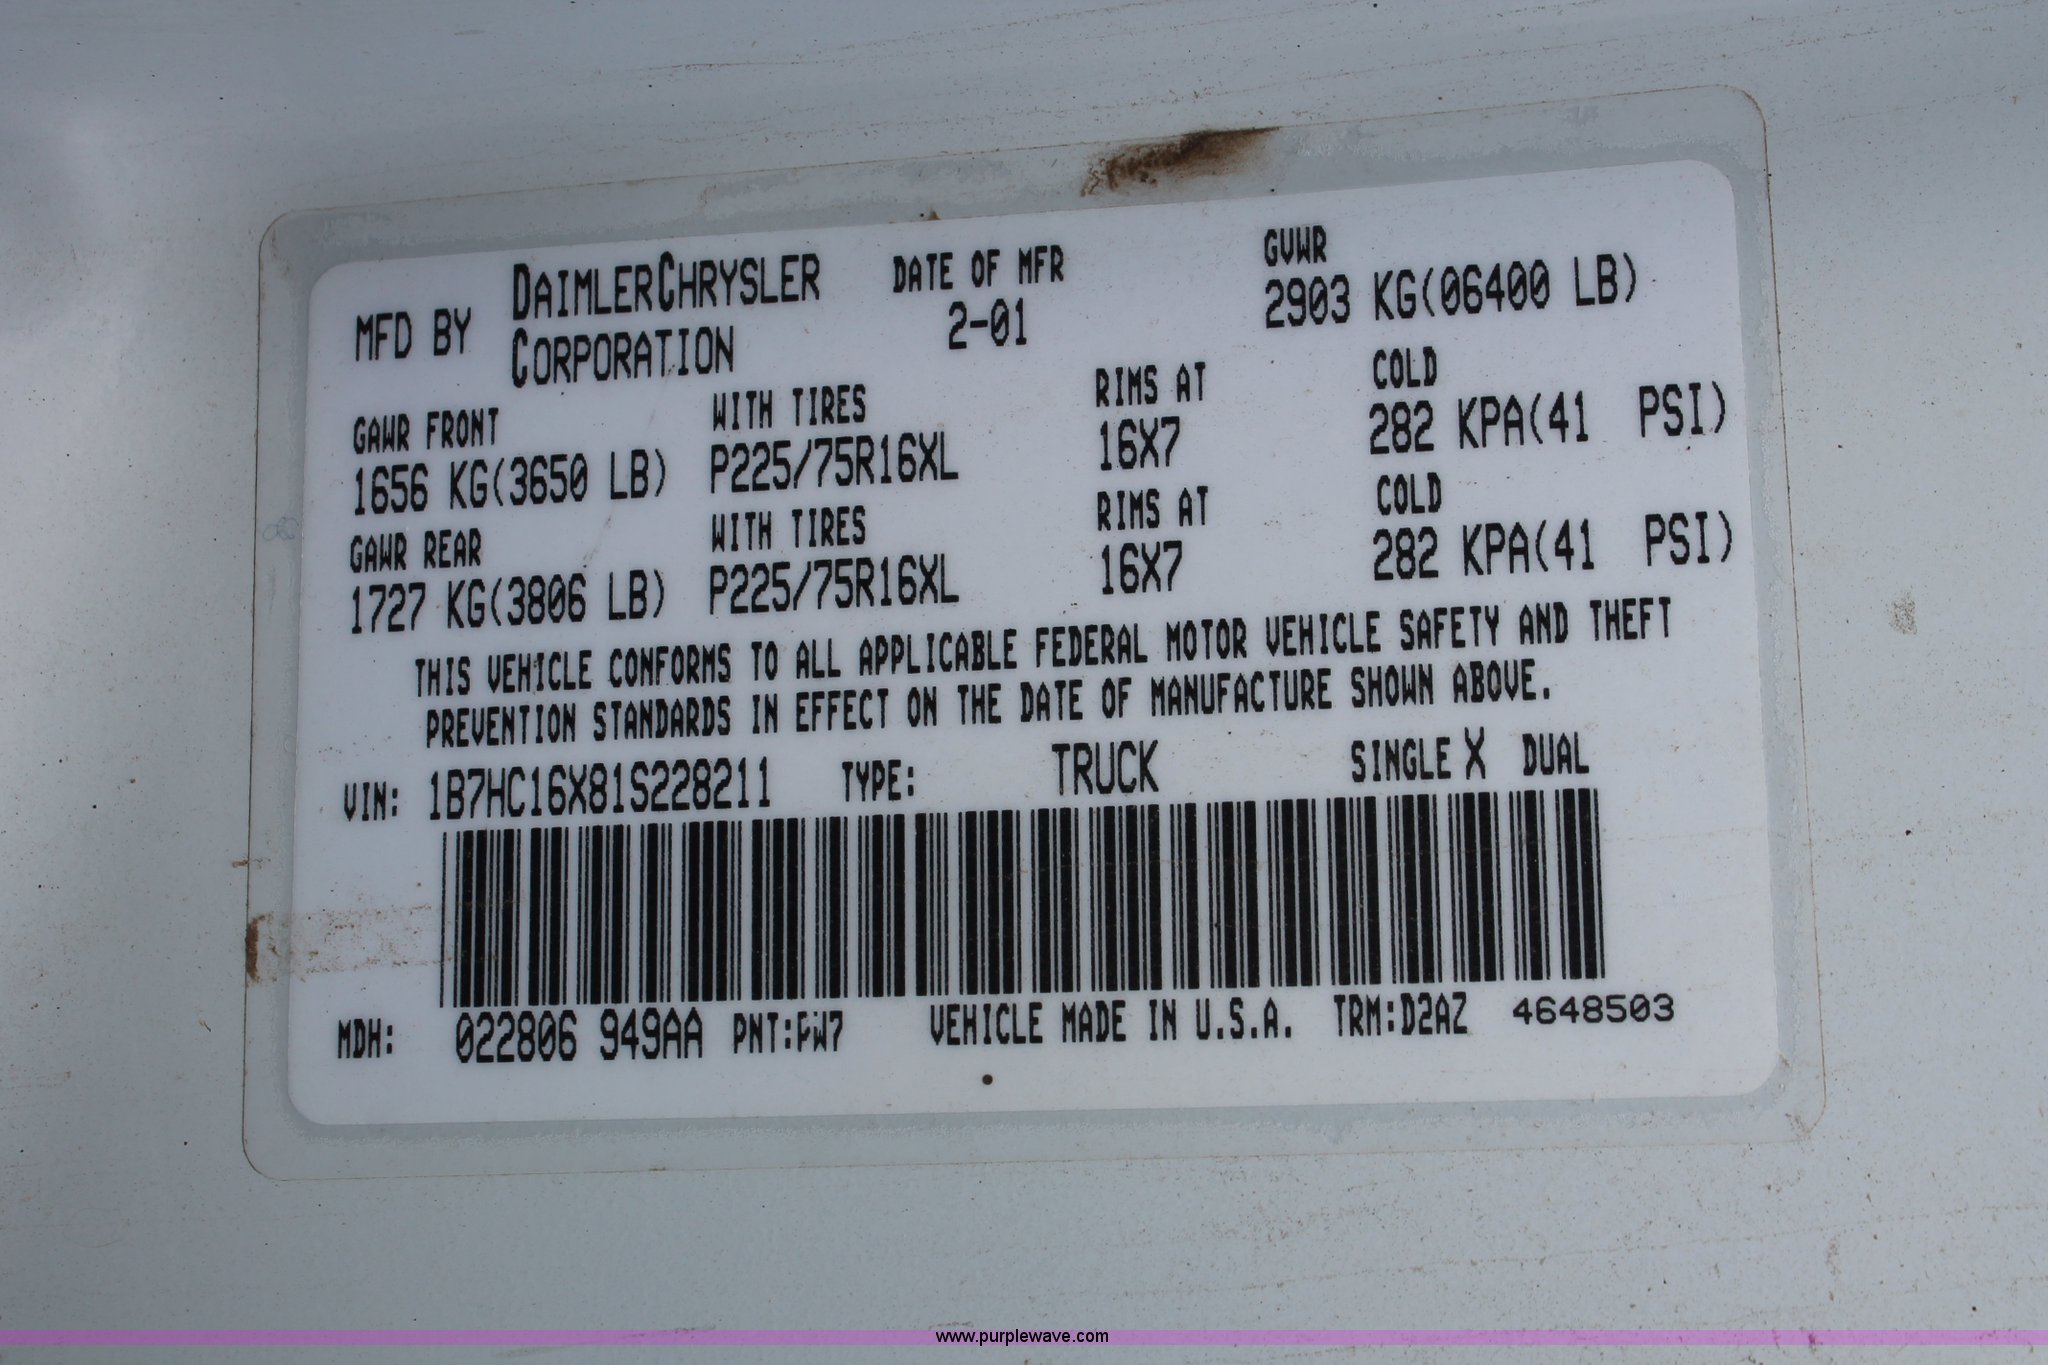 MFD BY DAIMLERCHRYSLER CORPORATION
DATE OF MFR
2-01
GVWR
2903 KG(06400 LB)
GAWR FRONT WITH TIRES RIMS AT COLD
1656 KG(3650 LB) P225/75R16XL 16X7 282 KPA(41 PSI)
GAWR REAR WITH TIRES RIMS AT COLD
1727 KG(3806 LB) P225/75R16XL 16X7 282 KPA(41 PSI)
THIS VEHICLE CONFORMS TO ALL APPLICABLE FEDERAL MOTOR VEHICLE SAFETY AND THEFT
PREVENTION STANDARDS IN EFFECT ON THE DATE OF MANUFACTURE SHOWN ABOVE.
VIN: 1B7HC16X81S228211 TYPE: TRUCK SINGLE X DUAL
MDH: 022806 949AA PNT:PW7 VEHICLE MADE IN U.S.A. TRM:D2AZ 4648503
www.purplewave.com